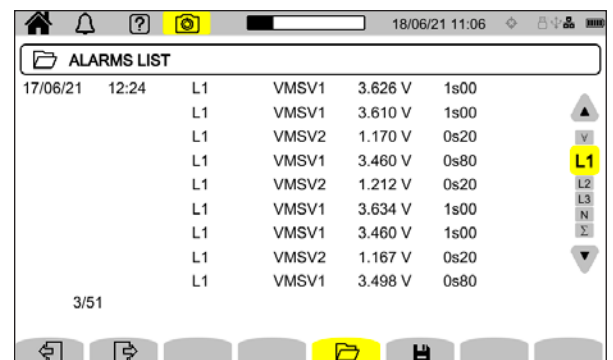 ? 18/06/21 11:06
ALARMS LIST
17/06/21 12:24 L1 VMSV1 3.626 V 1s00
L1 VMSV1 3.610 V 1s00
L1 VMSV2 1.170 V 0s20
L1 VMSV1 3.460 V 0s80
L1 VMSV2 1.212 V 0s20
L1 VMSV1 3.634 V 1s00
L1 VMSV1 3.460 V 1s00
L1 VMSV2 1.167 V 0s20
L1 VMSV1 3.498 V 0s80
3/51
L1
L2
L3
N
Σ